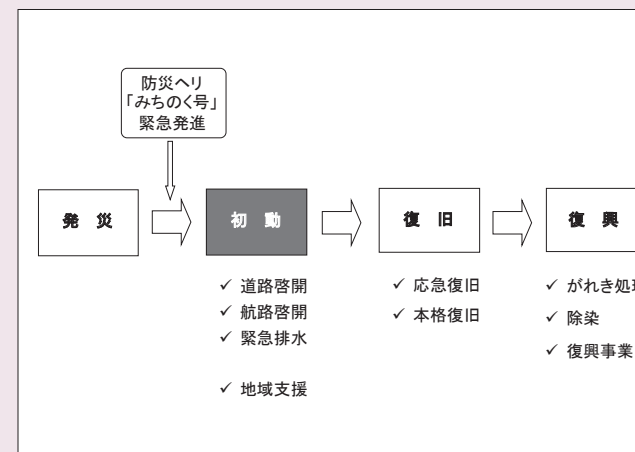 防災ヘリ
「みちのく号」
緊急発進
発 災
初 動
復 旧
復 興
✓ 道路啓開
✓ 航路啓開
✓ 緊急排水
✓ 地域支援
✓ 応急復旧
✓ 本格復旧
✓ がれき処
✓ 除染
✓ 復興事業